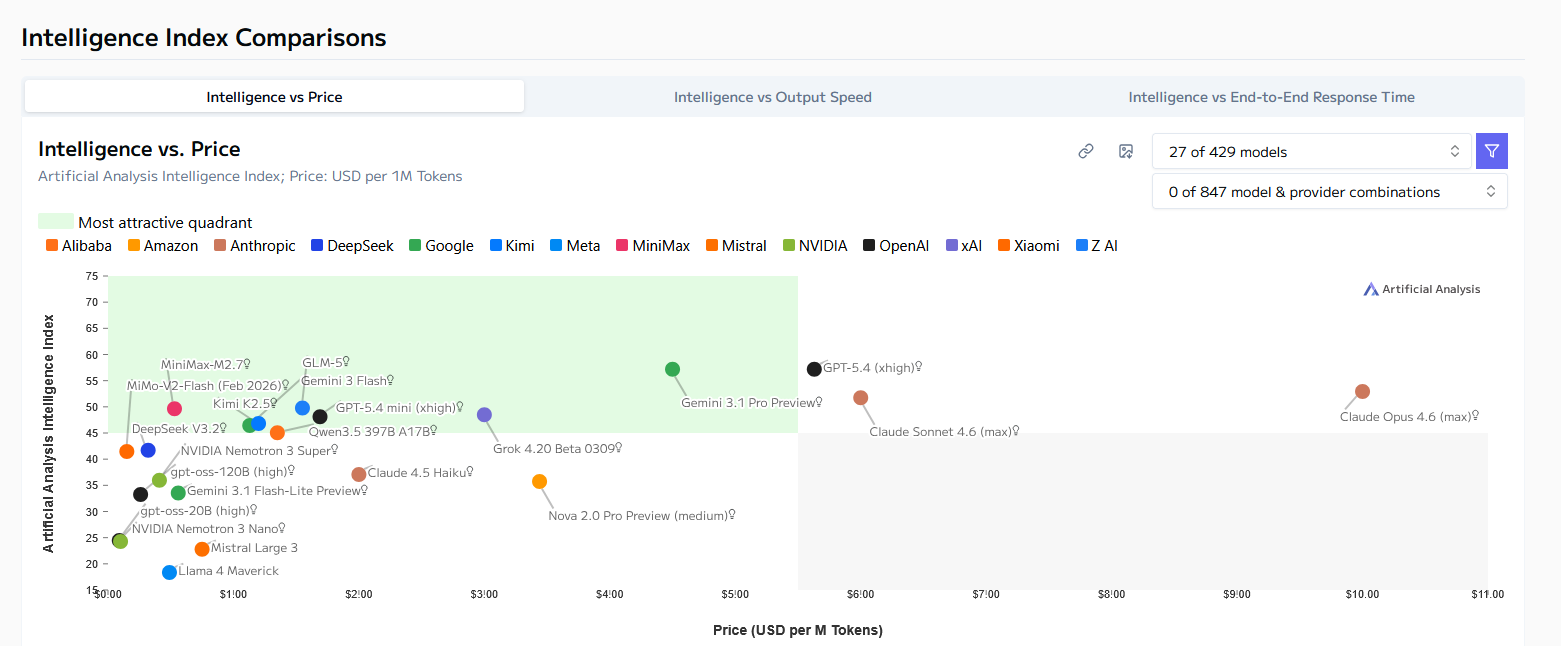 Intelligence Index Comparisons
Intelligence vs Price
Intelligence vs Output Speed
Intelligence vs End-to-End Response Time
Intelligence vs. Price
27 of 429 models
Artificial Analysis Intelligence Index; Price: USD per 1M Tokens
0 of 847 model & provider combinations
Most attractive quadrant
Alibaba Amazon Anthropic DeepSeek Google Kimi Meta MiniMax Mistral NVIDIA OpenAI xAI Xiaomi Z AI
Artificial Analysis
Artificial Analysis Intelligence Index
75
70
65
60
55
50
45
40
35
30
25
20
15
MiniMax-M2.7
GLM-5
MiMo-V2-Flash (Feb 2026)
Gemini 3 Flash
Kimi K2.5
GPT-5.4 mini (xhigh)
DeepSeek V3.2
Qwen3.5 397B A17B
NVIDIA Nemotron 3 Super
gpt-oss-120B (high)
Claude 4.5 Haiku
Gemini 3.1 Flash-Lite Preview
gpt-oss-20B (high)
NVIDIA Nemotron 3 Nano
Mistral Large 3
Llama 4 Maverick
Grok 4.20 Beta 0309
Nova 2.0 Pro Preview (medium)
Gemini 3.1 Pro Preview
GPT-5.4 (xhigh)
Claude Sonnet 4.6 (max)
Claude Opus 4.6 (max)
$0.00 $1.00 $2.00 $3.00 $4.00 $5.00 $6.00 $7.00 $8.00 $9.00 $10.00 $11.00
Price (USD per M Tokens)